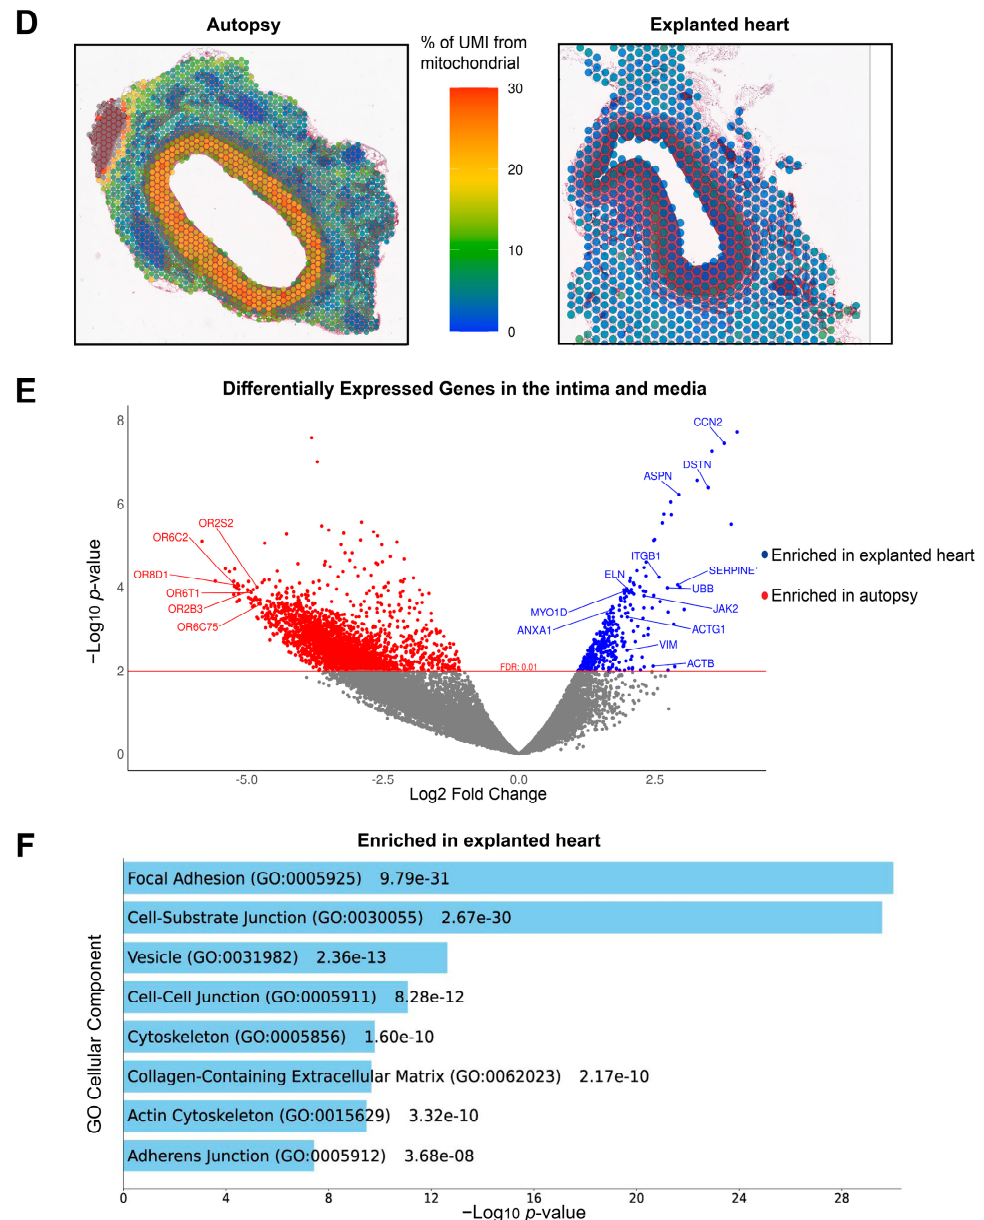 D
Autopsy
% of UMI from
mitochondrial
30
20
10
0
Explanted heart
E
Differentially Expressed Genes in the intima and media
8
6
4
2
0
−Log10 p-value
CCN2
DSTN
ASPN
OR2S2
OR6C2
OR8D1
OR6T1
OR2B3
OR6C75
ITGB1
ELN
SERPINE'
UBB
MYO1D
JAK2
ANXA1
ACTG1
VIM
ACTB
FDR: 0.01
Enriched in explanted heart
Enriched in autopsy
-5.0
-2.5
0.0
2.5
Log2 Fold Change
F
Enriched in explanted heart
GO Cellular Component
Focal Adhesion (GO:0005925) 9.79e-31
Cell-Substrate Junction (GO:0030055) 2.67e-30
Vesicle (GO:0031982) 2.36e-13
Cell-Cell Junction (GO:0005911) 8.28e-12
Cytoskeleton (GO:0005856) 1.60e-10
Collagen-Containing Extracellular Matrix (GO:0062023) 2.17e-10
Actin Cytoskeleton (GO:0015629) 3.32e-10
Adherens Junction (GO:0005912) 3.68e-08
0
4
8
12
16
20
24
28
−Log10 p-value